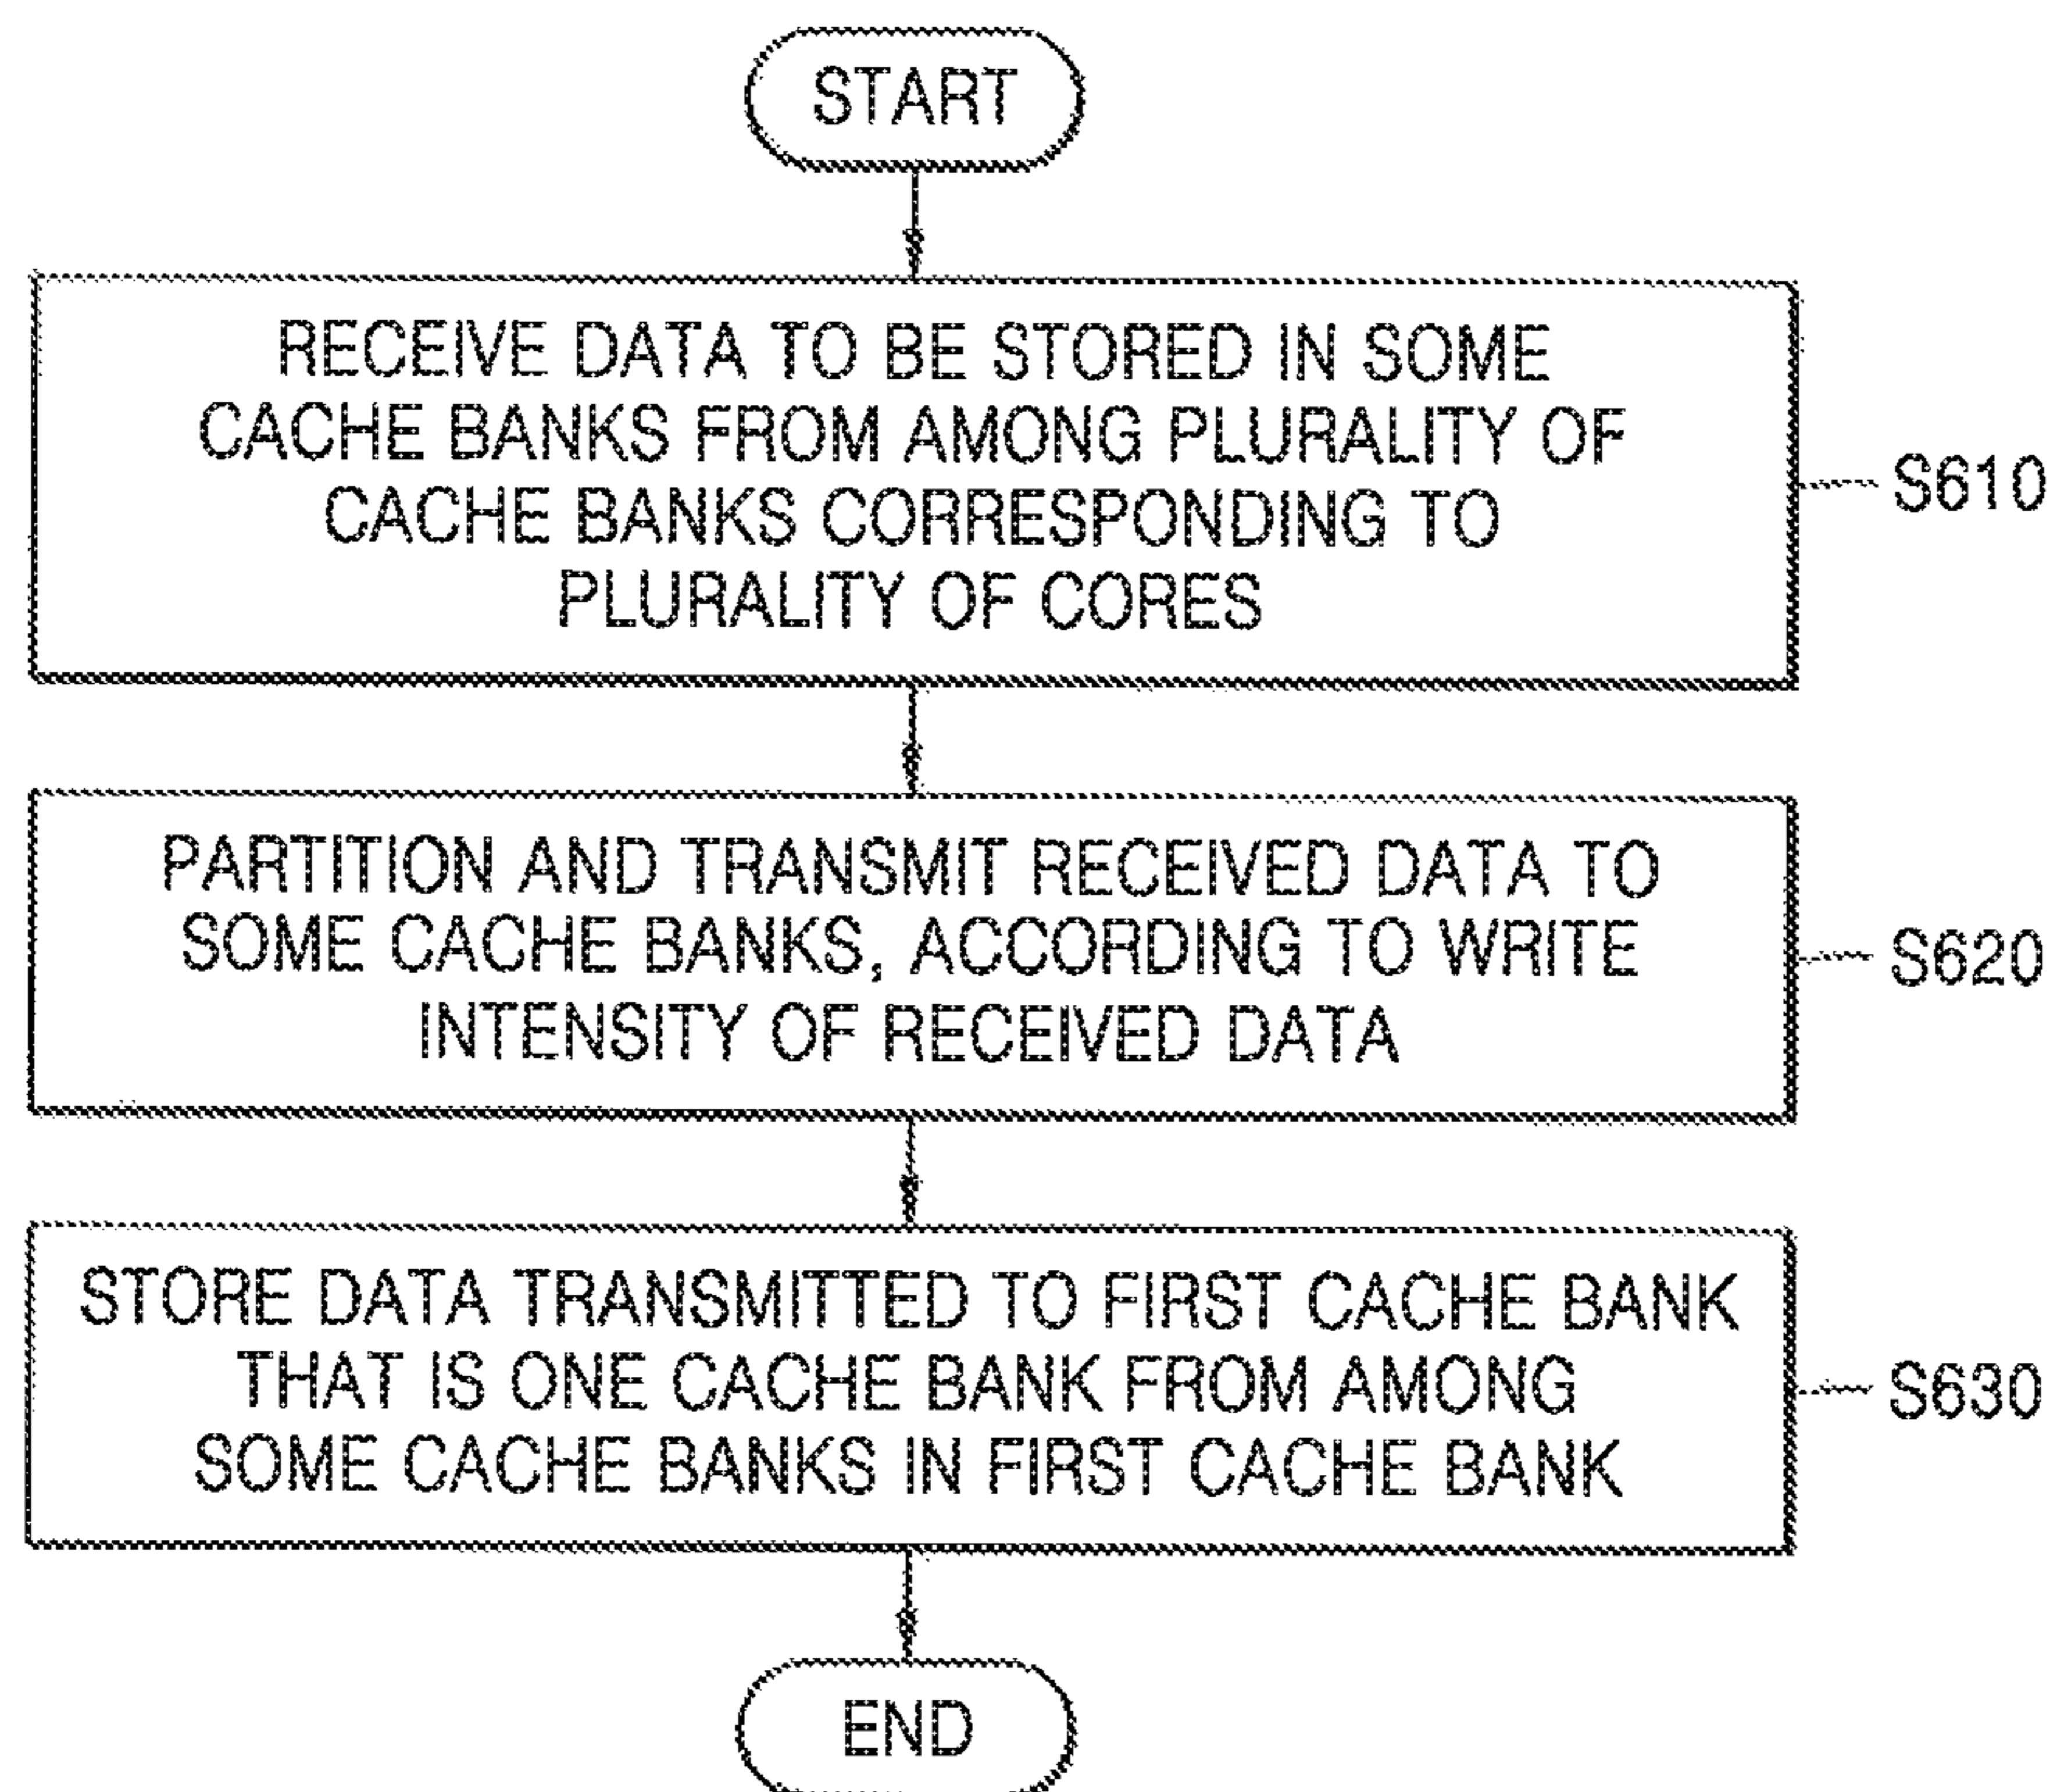 START
RECEIVE DATA TO BE STORED IN SOME
CACHE BANKS FROM AMONG PLURALITY OF
CACHE BANKS CORRESPONDING TO
PLURALITY OF CORES
S610
PARTITION AND TRANSMIT RECEIVED DATA TO
SOME CACHE BANKS, ACCORDING TO WRITE
INTENSITY OF RECEIVED DATA
S620
STORE DATA TRANSMITTED TO FIRST CACHE BANK
THAT IS ONE CACHE BANK FROM AMONG
SOME CACHE BANKS IN FIRST CACHE BANK
S630
END